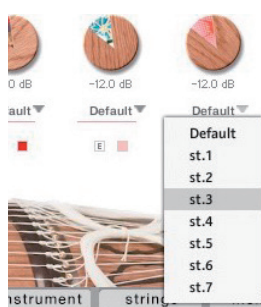 0 dB -12.0 dB -12.0 dB
ault Default Default
E
Default
st.1
st.2
st.3
st.4
st.5
st.6
st.7
nstrument string